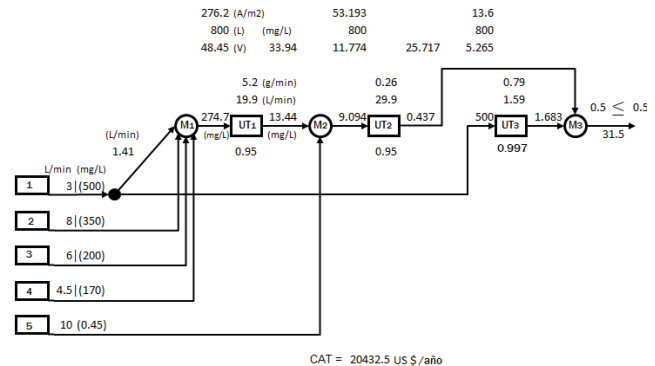 276.2 (A/m2) 53.193 13.6
800 (L) (mg/L) 800 800
48.45 (V) 33.94 11.774 25.717 5.265
5.2 (g/min) 0.26 0.79
19.9 (L/min) 29.9 1.59
0.5 ≤ 0.5
M1 274.7 UT1 13.44 M2 9.094 UT2 0.437 500 UT3 1.683 M3
(L/min) (mg/L) (mg/L) 31.5
1.41 0.95 0.95 0.997
L/min (mg/L)
1 3|(500)
2 8|(350)
3 6|(200)
4 4.5|(170)
5 10 (0.45)
CAT = 20432.5 US $/año